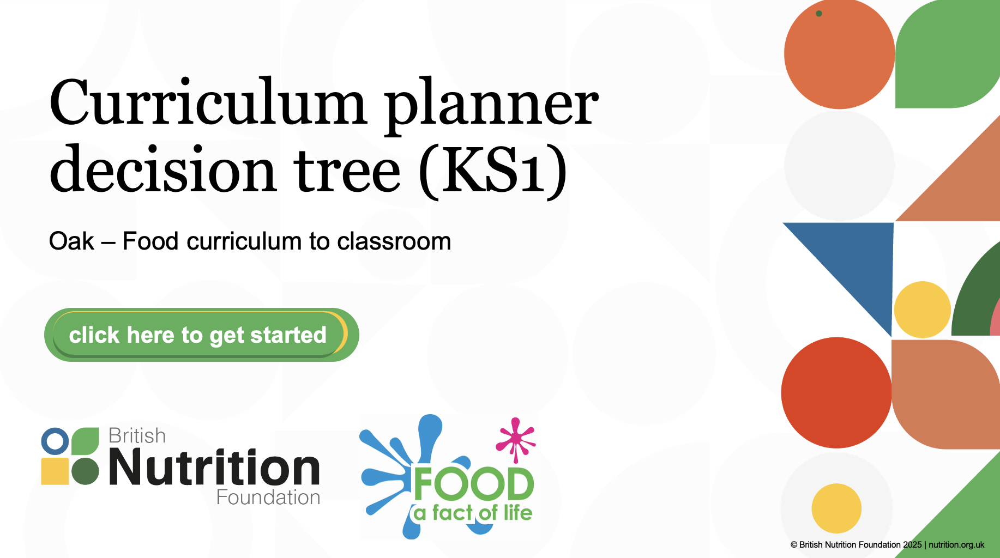 Curriculum planner
decision tree (KS1)
Oak – Food curriculum to classroom
click here to get started
British
Nutrition
Foundation
FOOD
a fact of life
© British Nutrition Foundation 2025 | nutrition.org.uk